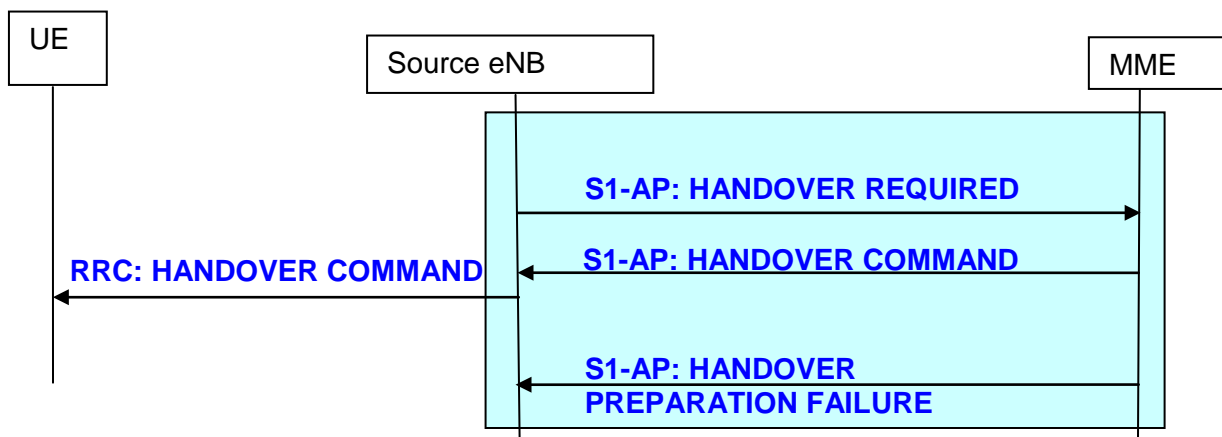 UE
Source eNB
MME
S1-AP: HANDOVER REQUIRED
S1-AP: HANDOVER COMMAND
RRC: HANDOVER COMMAND
S1-AP: HANDOVER
PREPARATION FAILURE